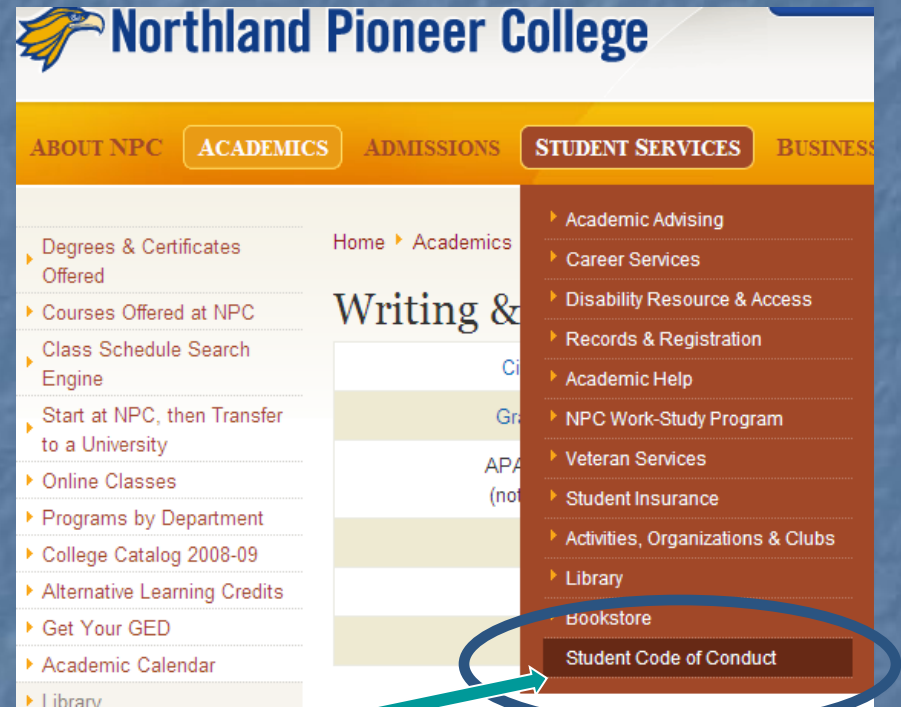 Northland Pioneer College
ABOUT NPC
ACADEMICS
ADMISSIONS
STUDENT SERVICES
BUSINESS
Degrees & Certificates
Offered
Courses Offered at NPC
Class Schedule Search
Engine
Start at NPC, then Transfer
to a University
Online Classes
Programs by Department
College Catalog 2008-09
Alternative Learning Credits
Get Your GED
Academic Calendar
Library
Home
Academics
Writing &
Academic Advising
Career Services
Disability Resource & Access
Records & Registration
Academic Help
NPC Work-Study Program
Veteran Services
Student Insurance
Activities, Organizations & Clubs
Library
Bookstore
Student Code of Conduct